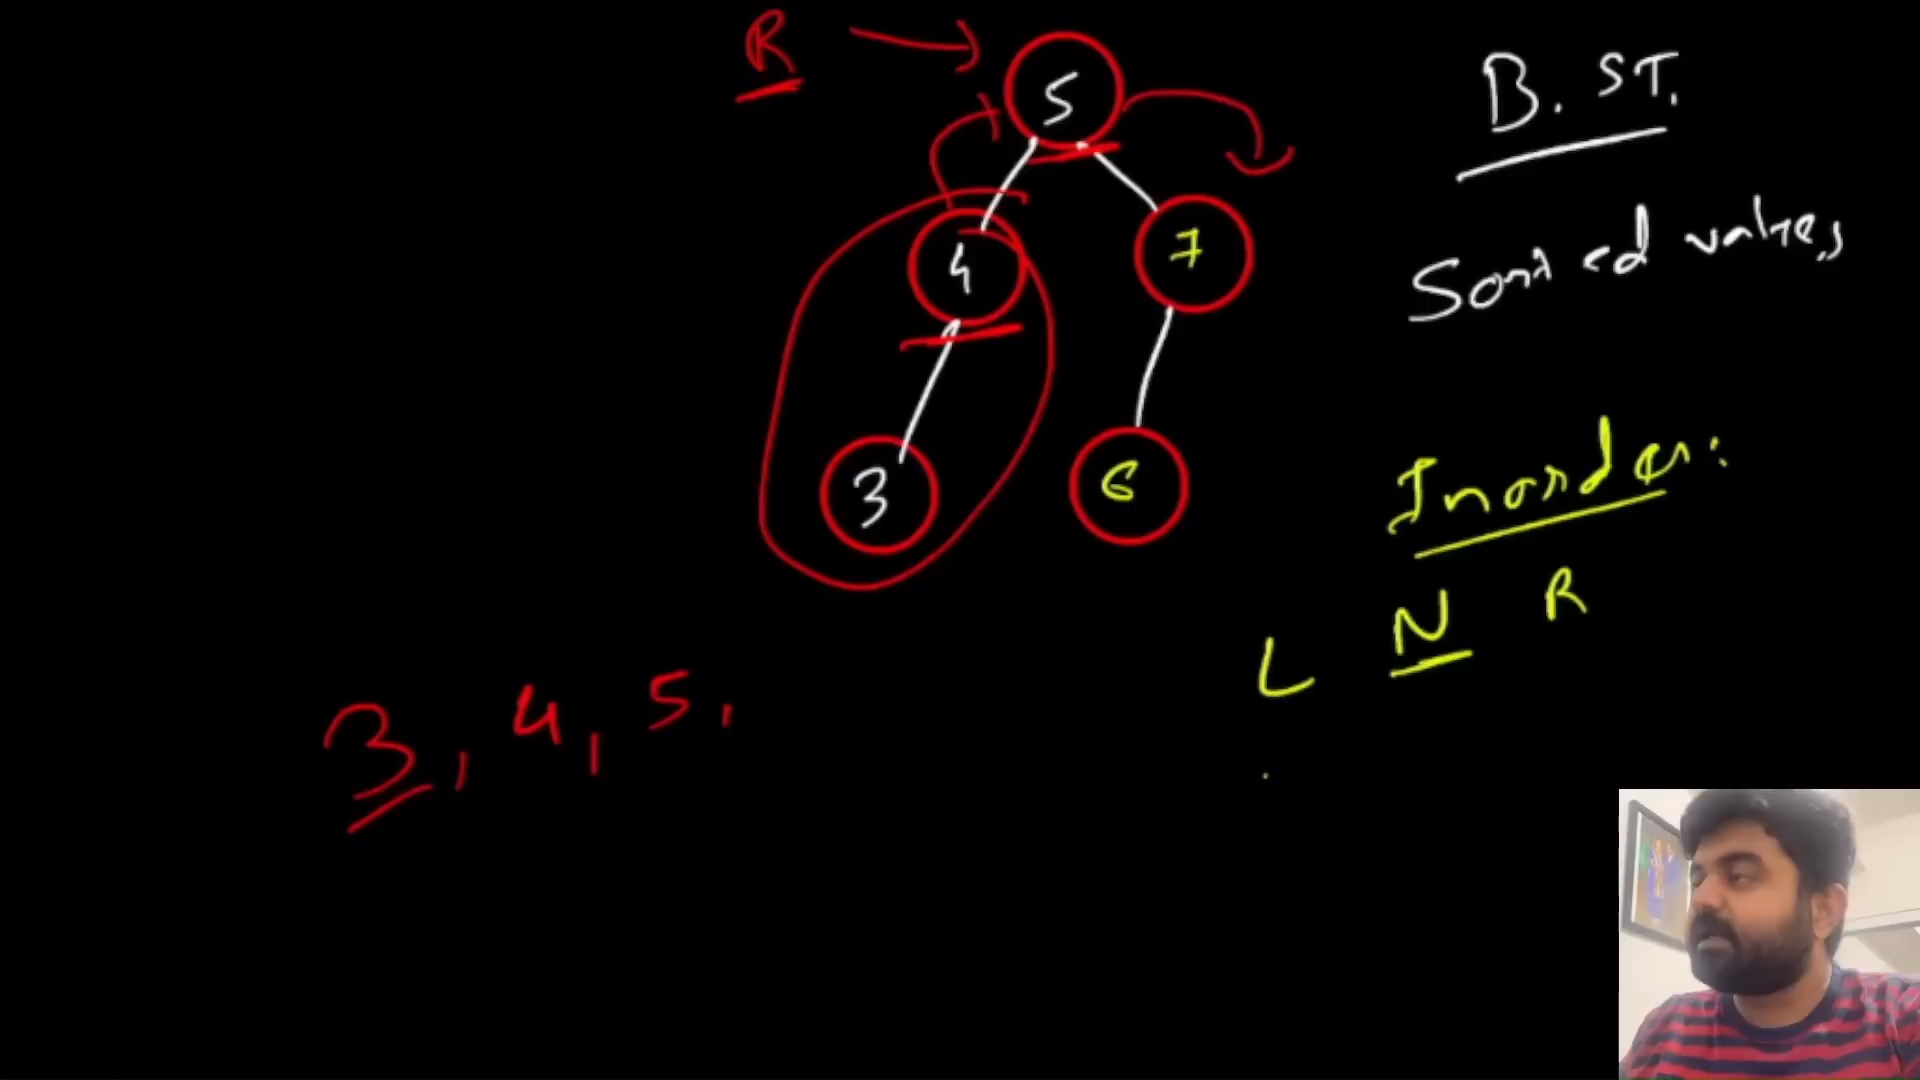 R
5
B. ST.
4
7
Sorted values
3
6
Inorder:
L N R
3, 4, 5,